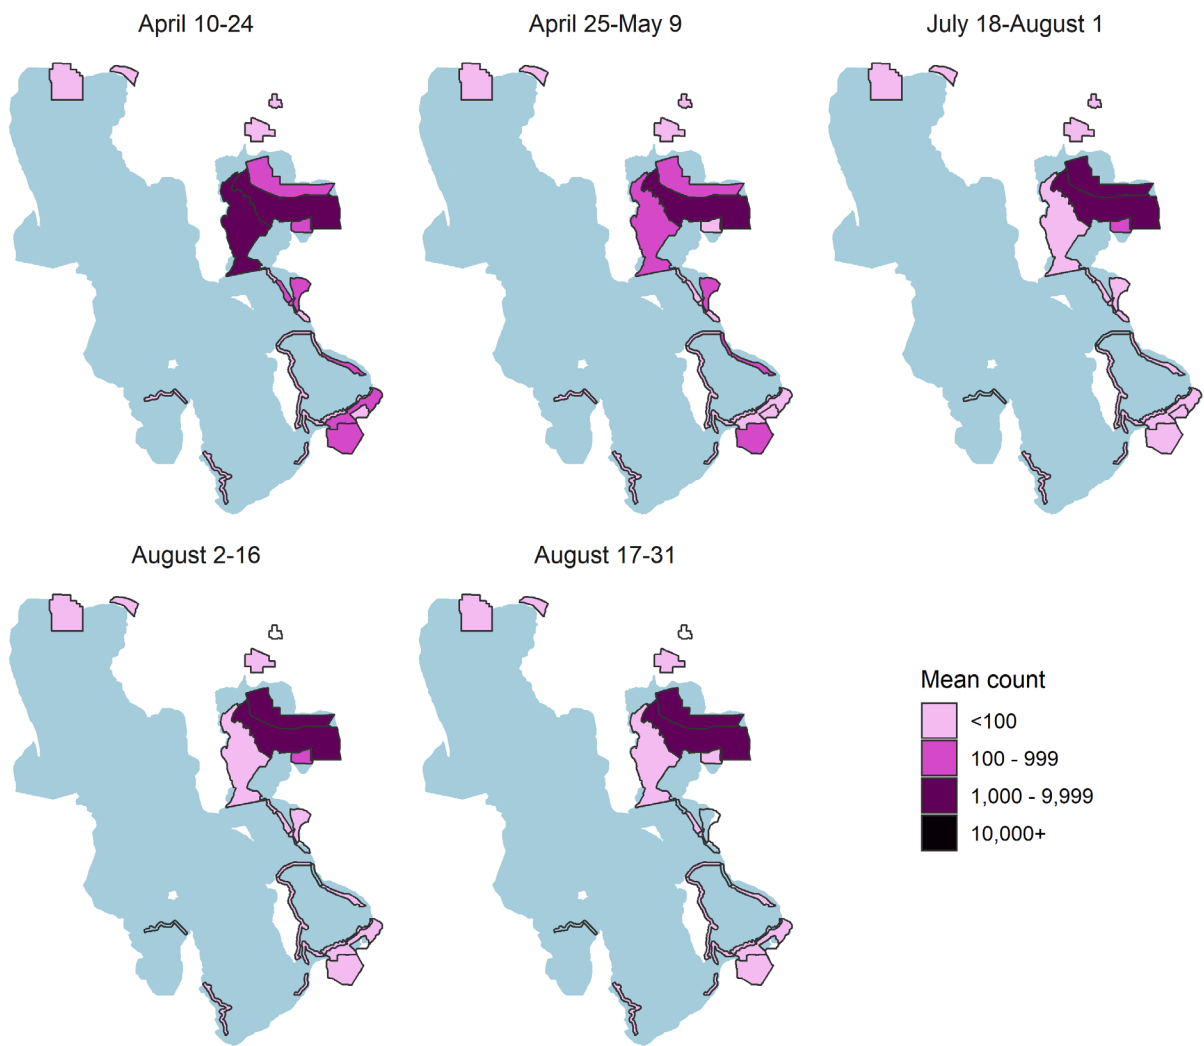 April 10-24
April 25-May 9
July 18-August 1
August 2-16
August 17-31
Mean count
<100
100 - 999
1,000 - 9,999
10,000+